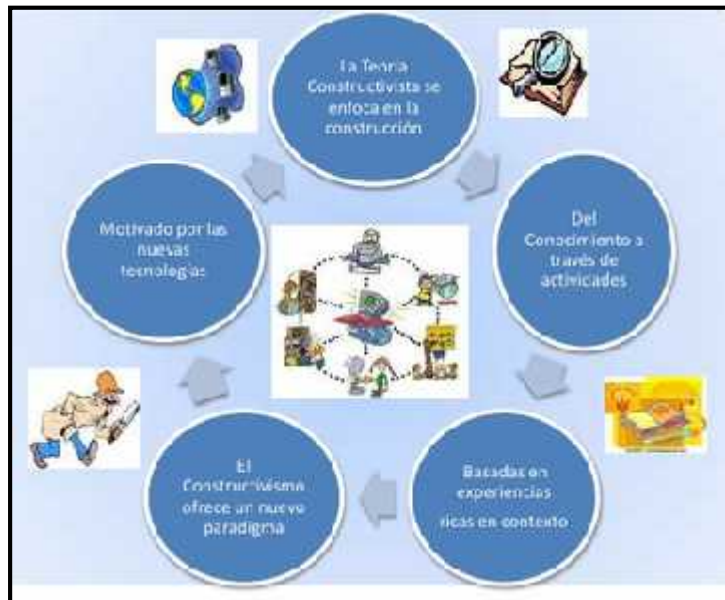 La Teoría
Constructivista se
enfoca en la
construcción
Del
Conocimiento a
través de
actividades
Basadas en
experiencias
ricas en contexto
El
Constructivismo
ofrece un nuevo
paradigma
Motivado por las
nuevas
tecnologías